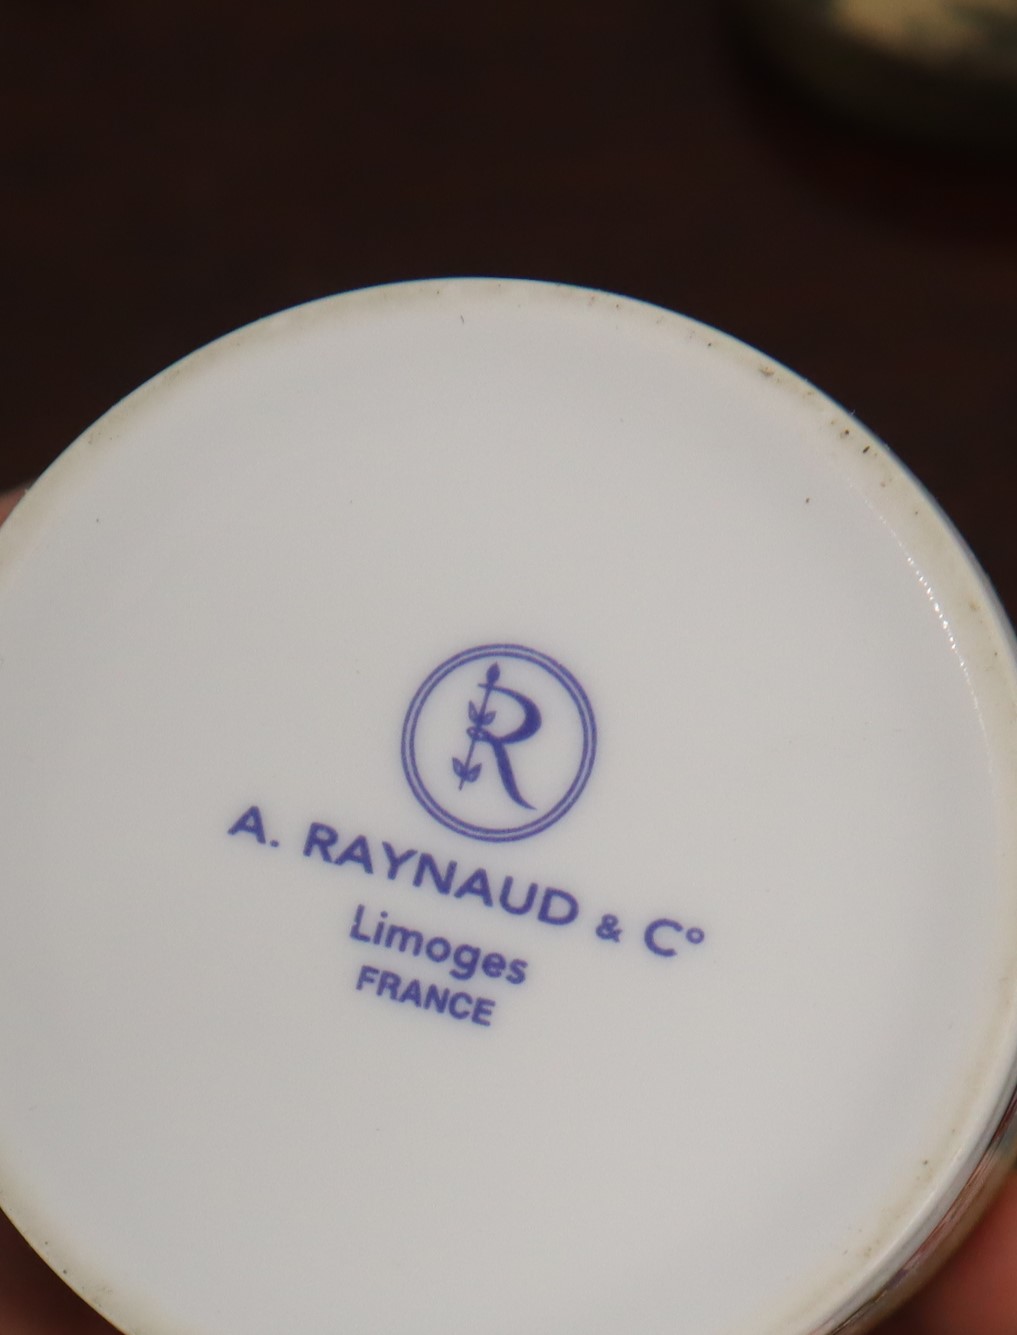 R
A. RAYNAUD & C°
Limoges
FRANCE